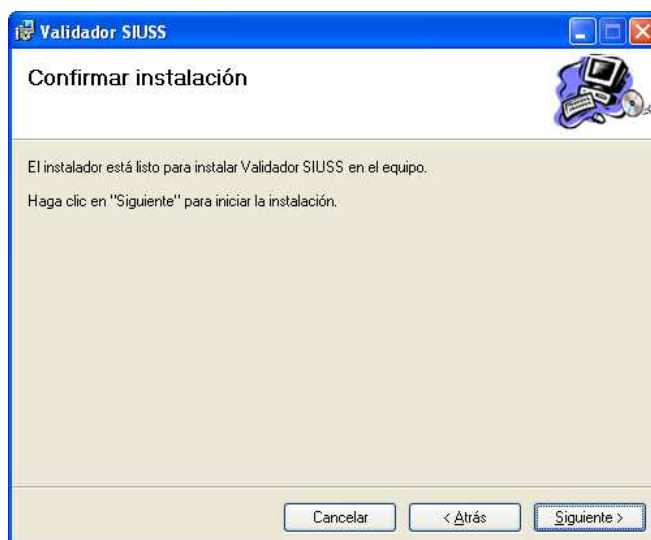 Validador SIUSS
Confirmar instalación
El instalador está listo para instalar Validador SIUSS en el equipo.
Haga clic en "Siguiente" para iniciar la instalación.
Cancelar
< Atrás
Siguiente >